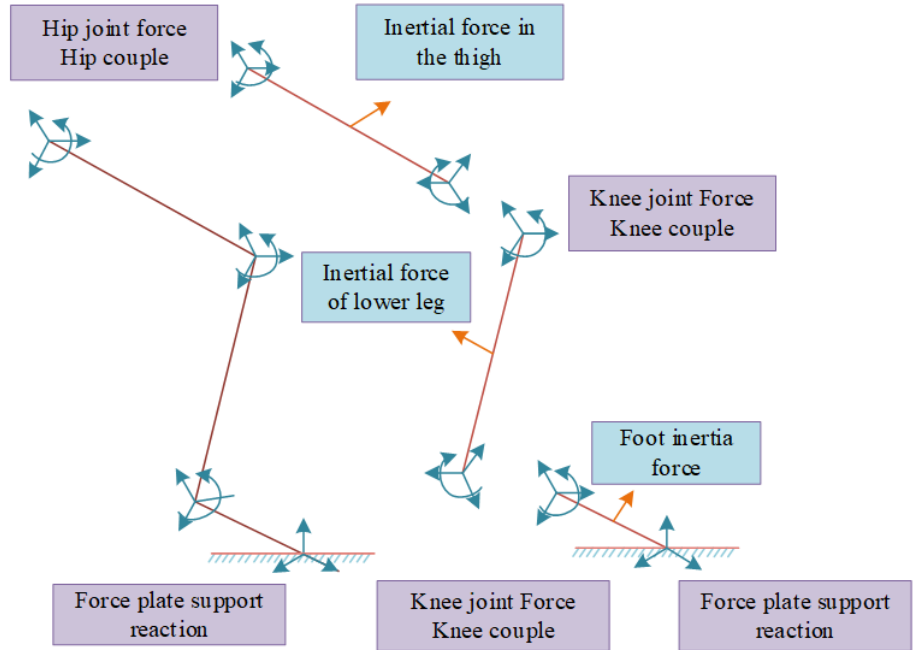 Hip joint force
Hip couple
Inertial force in
the thigh
Knee joint Force
Knee couple
Inertial force
of lower leg
Foot inertia
force
Force plate support
reaction
Knee joint Force
Knee couple
Force plate support
reaction